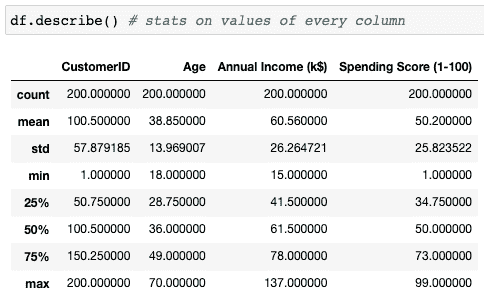 df.describe() # stats on values of every column
CustomerID Age Annual Income (k$) Spending Score (1-100)
count 200.000000 200.000000 200.000000 200.000000
mean 100.500000 38.850000 60.560000 50.200000
std 57.879185 13.969007 26.264721 25.823522
min 1.000000 18.000000 15.000000 1.000000
25% 50.750000 28.750000 41.500000 34.750000
50% 100.500000 36.000000 61.500000 50.000000
75% 150.250000 49.000000 78.000000 73.000000
max 200.000000 70.000000 137.000000 99.000000